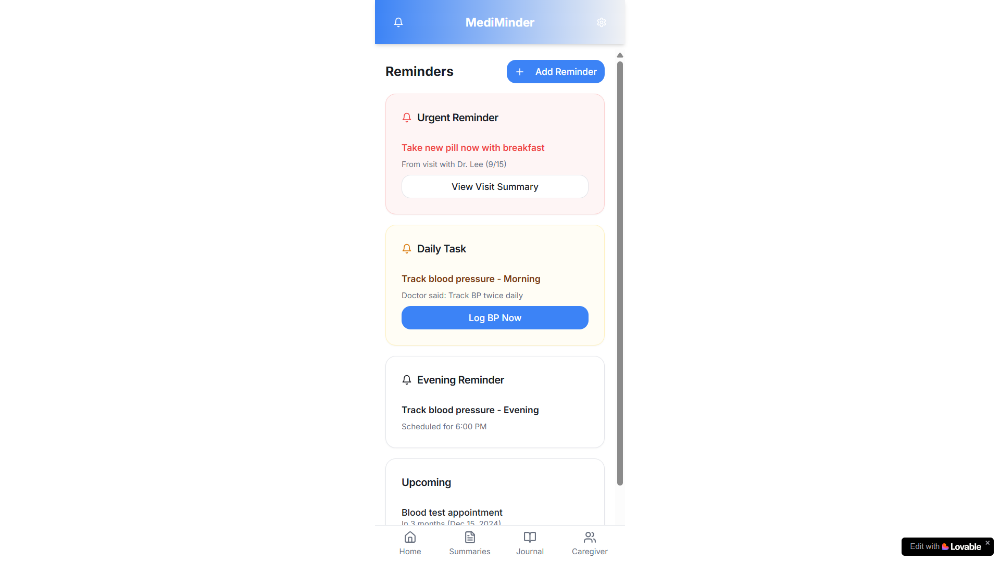 MediMinder
Reminders
Add Reminder
Urgent Reminder
Take new pill now with breakfast
From visit with Dr. Lee (9/15)
View Visit Summary
Daily Task
Track blood pressure - Morning
Doctor said: Track BP twice daily
Log BP Now
Evening Reminder
Track blood pressure - Evening
Scheduled for 6:00 PM
Upcoming
Blood test appointment
In 3 months (Dec 15, 2024)
Home
Summaries
Journal
Caregiver
Edit with Lovable